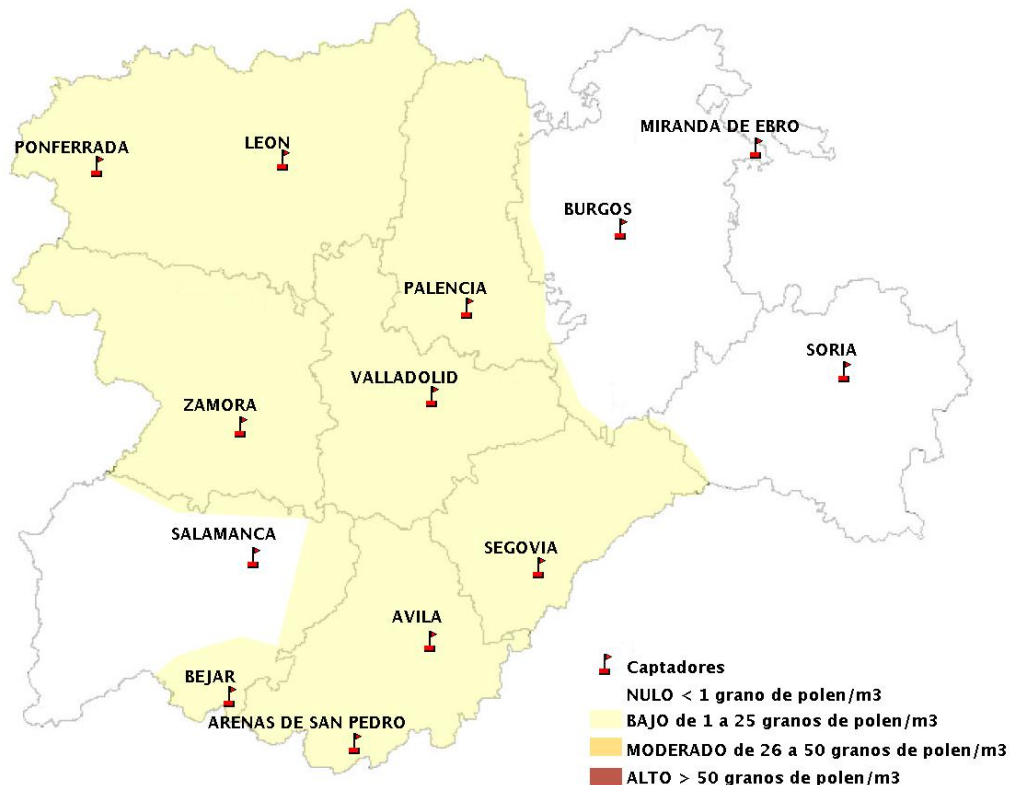 MIRANDA DE EBRO
PONFERRADA
LEON
BURGOS
PALENCIA
SORIA
VALLADOLID
ZAMORA
SALAMANCA
SEGOVIA
AVILA
BEJAR
ARENAS DE SAN PEDRO
Captadores
NULO < 1 grano de polen/m3
BAJO de 1 a 25 granos de polen/m3
MODERADO de 26 a 50 granos de polen/m3
ALTO > 50 granos de polen/m3